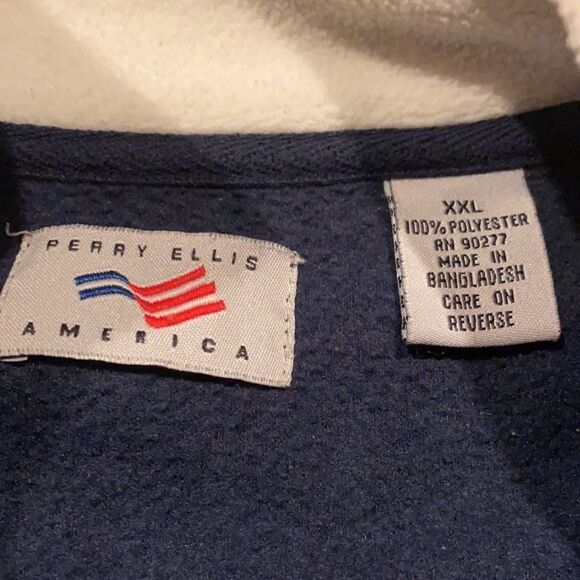 PERRY ELLIS
AMERICA
XXL
100% POLYESTER
RN 90277
MADE IN
BANGLADESH
CARE ON
REVERSE